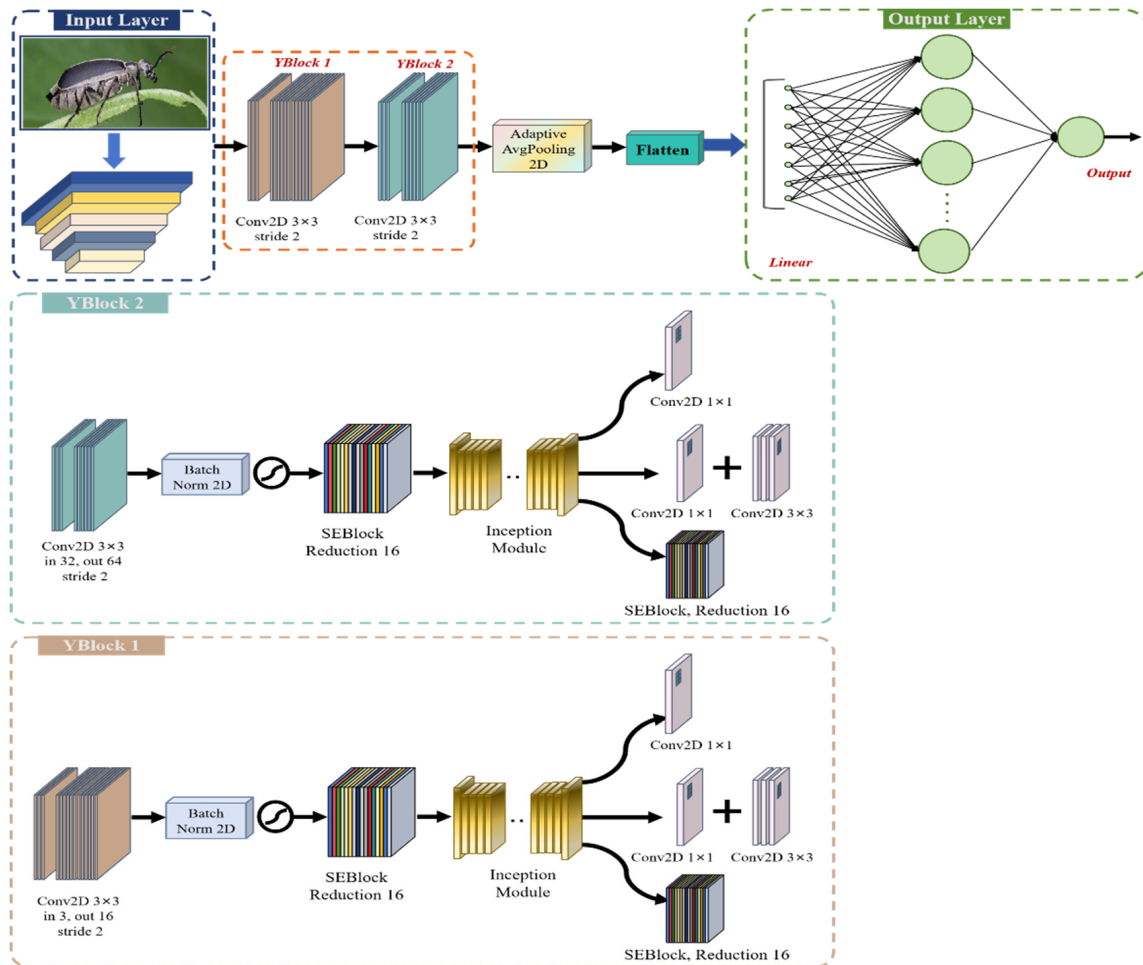 Input Layer
YBlock 1
YBlock 2
Conv2D 3×3
stride 2
Conv2D 3×3
stride 2
Adaptive
AvgPooling
2D
Flatten
Output Layer
Linear
Output
YBlock 2
Conv2D 3×3
in 32, out 64
stride 2
Batch
Norm 2D
SEBlock
Reduction 16
Inception
Module
Conv2D 1×1
Conv2D 1×1
Conv2D 3×3
SEBlock, Reduction 16
YBlock 1
Conv2D 3×3
in 3, out 16
stride 2
Batch
Norm 2D
SEBlock
Reduction 16
Inception
Module
Conv2D 1×1
Conv2D 1×1
Conv2D 3×3
SEBlock, Reduction 16